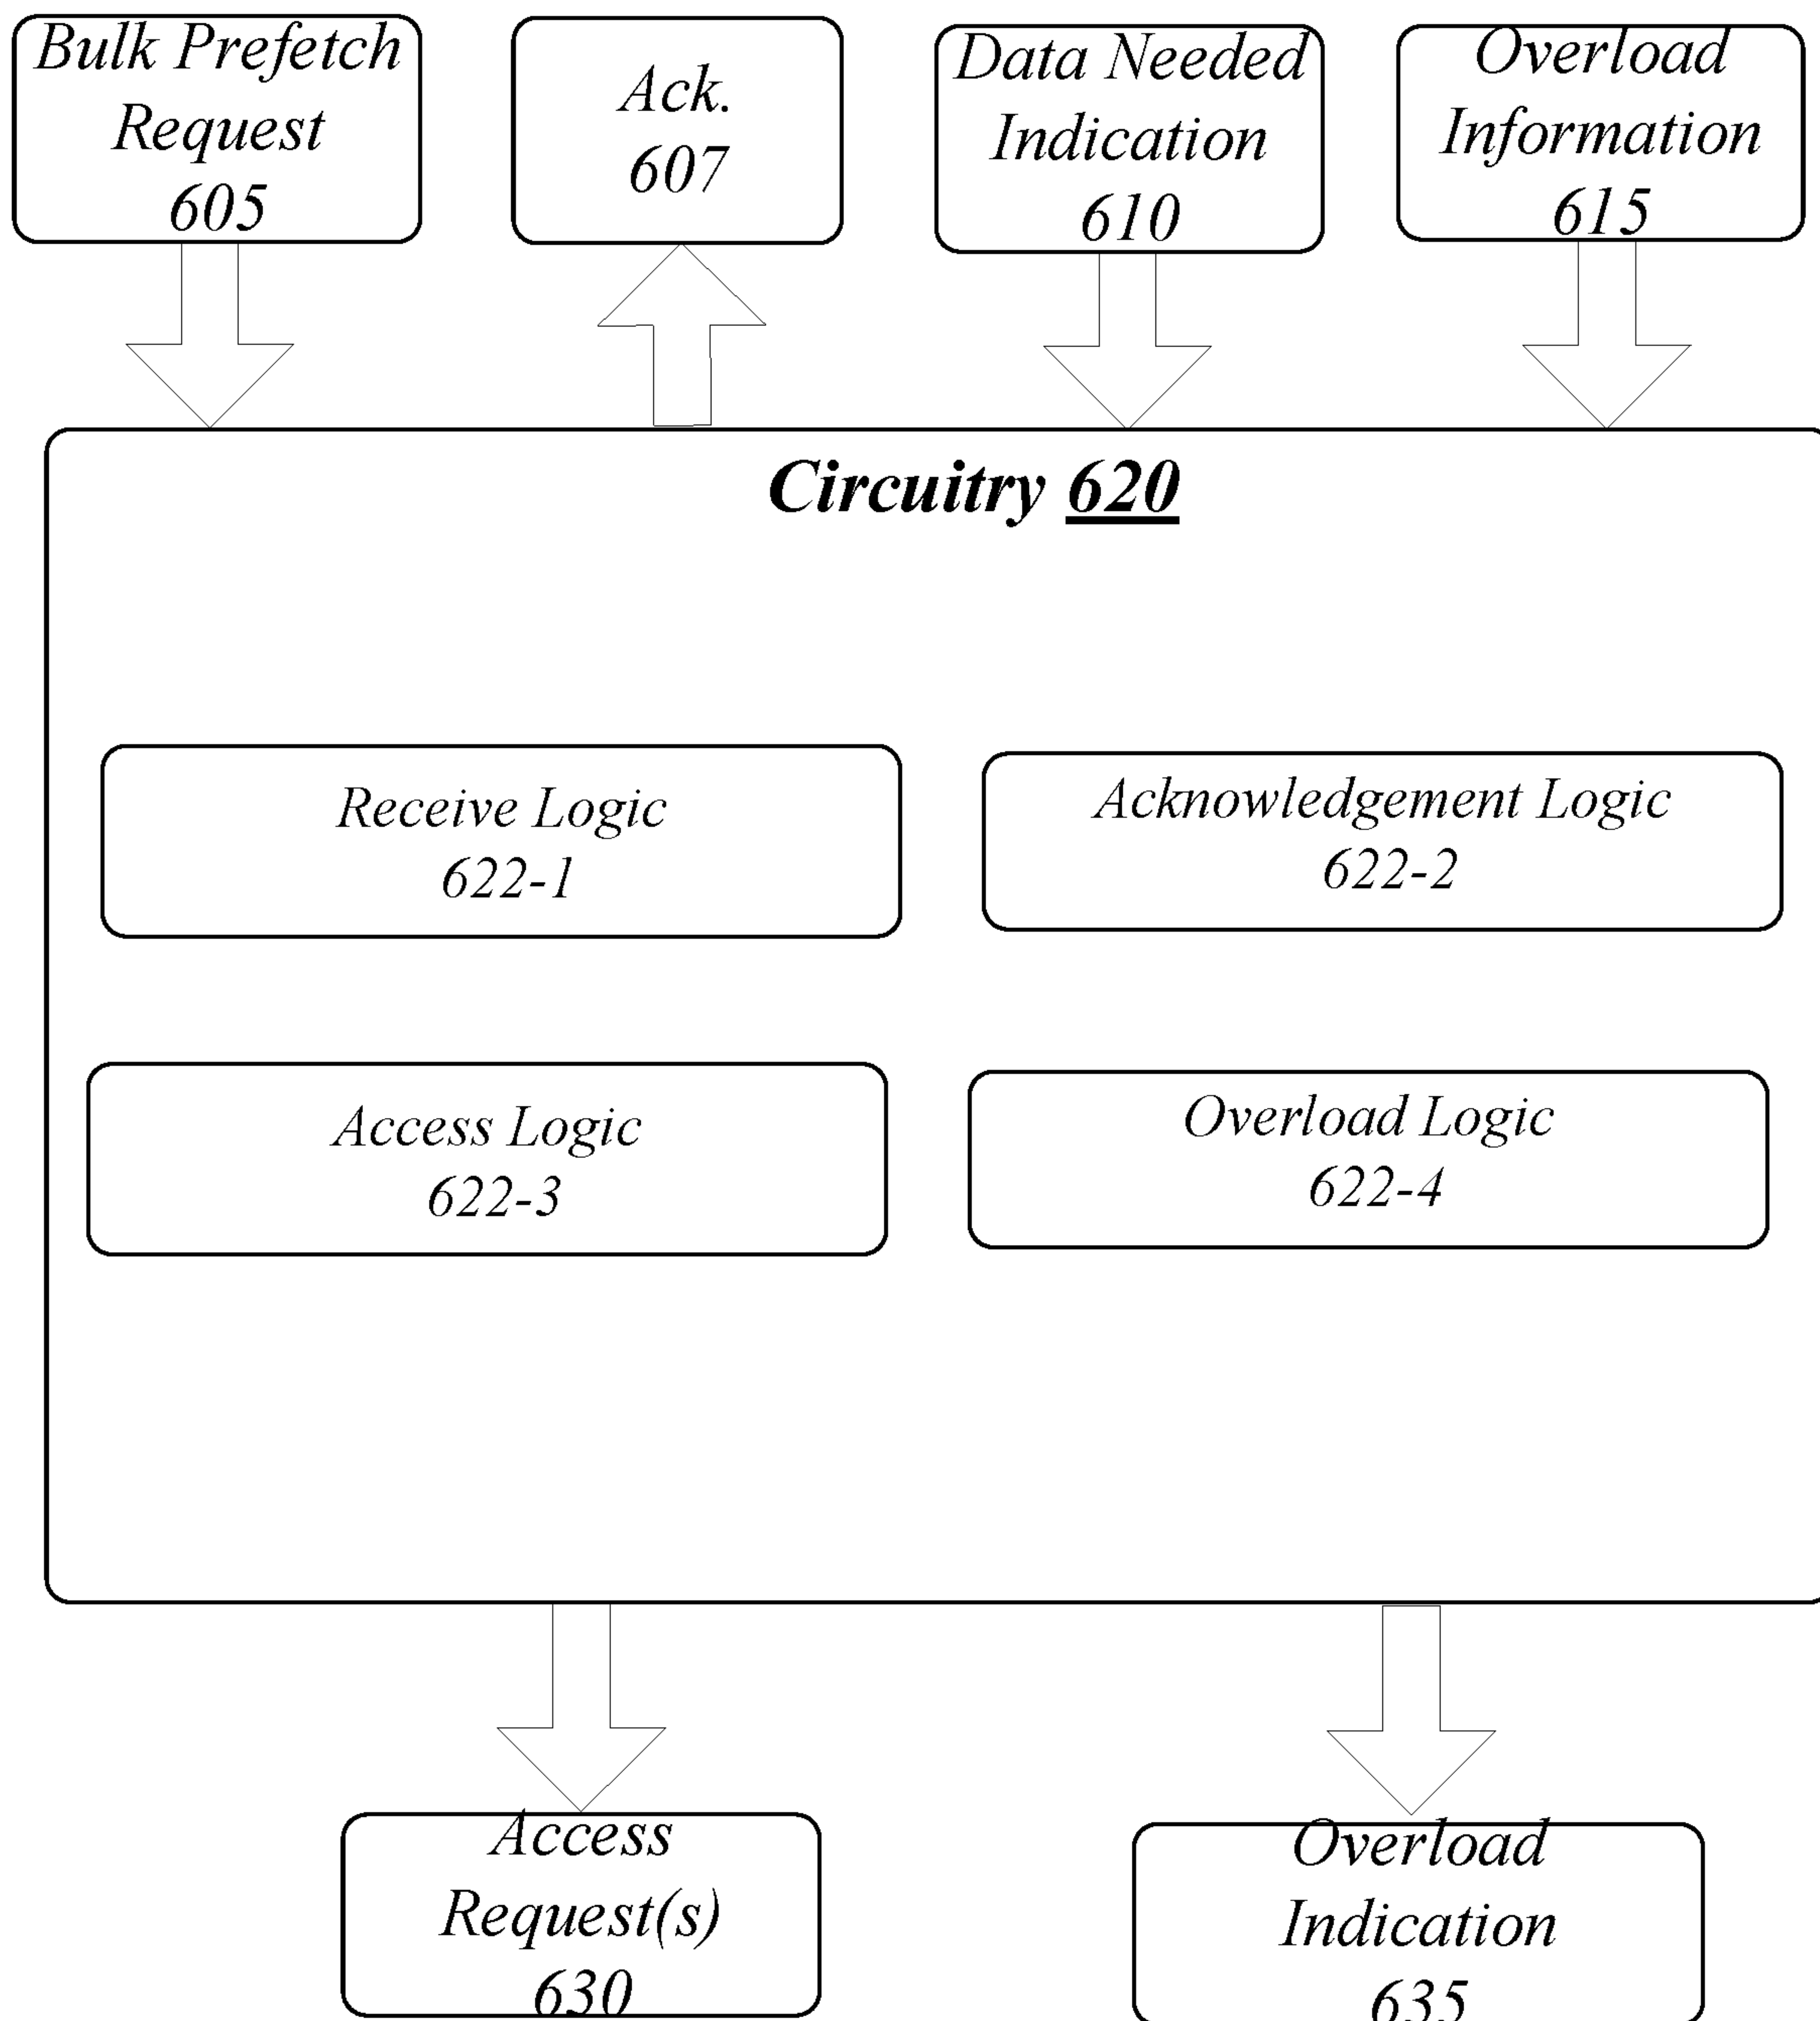 Bulk Prefetch
Request
605
Ack.
607
Data Needed
Indication
610
Overload
Information
615
Circuitry 620
Receive Logic
622-1
Acknowledgement Logic
622-2
Access Logic
622-3
Overload Logic
622-4
Access
Request(s)
630
Overload
Indication
635